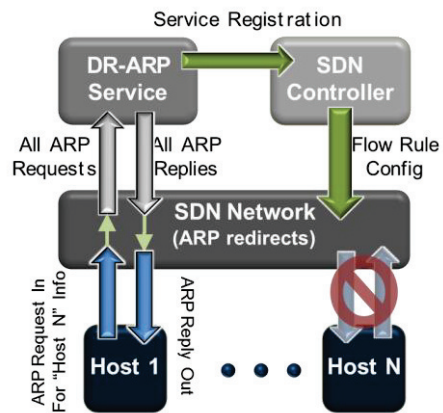 Service Registration
DR-ARP
Service
SDN
Controller
All ARP
Requests
All ARP
Replies
Flow Rule
Config
SDN Network
(ARP redirects)
ARP Request In
For "Host N" Info
ARP Reply Out
Host 1
Host N